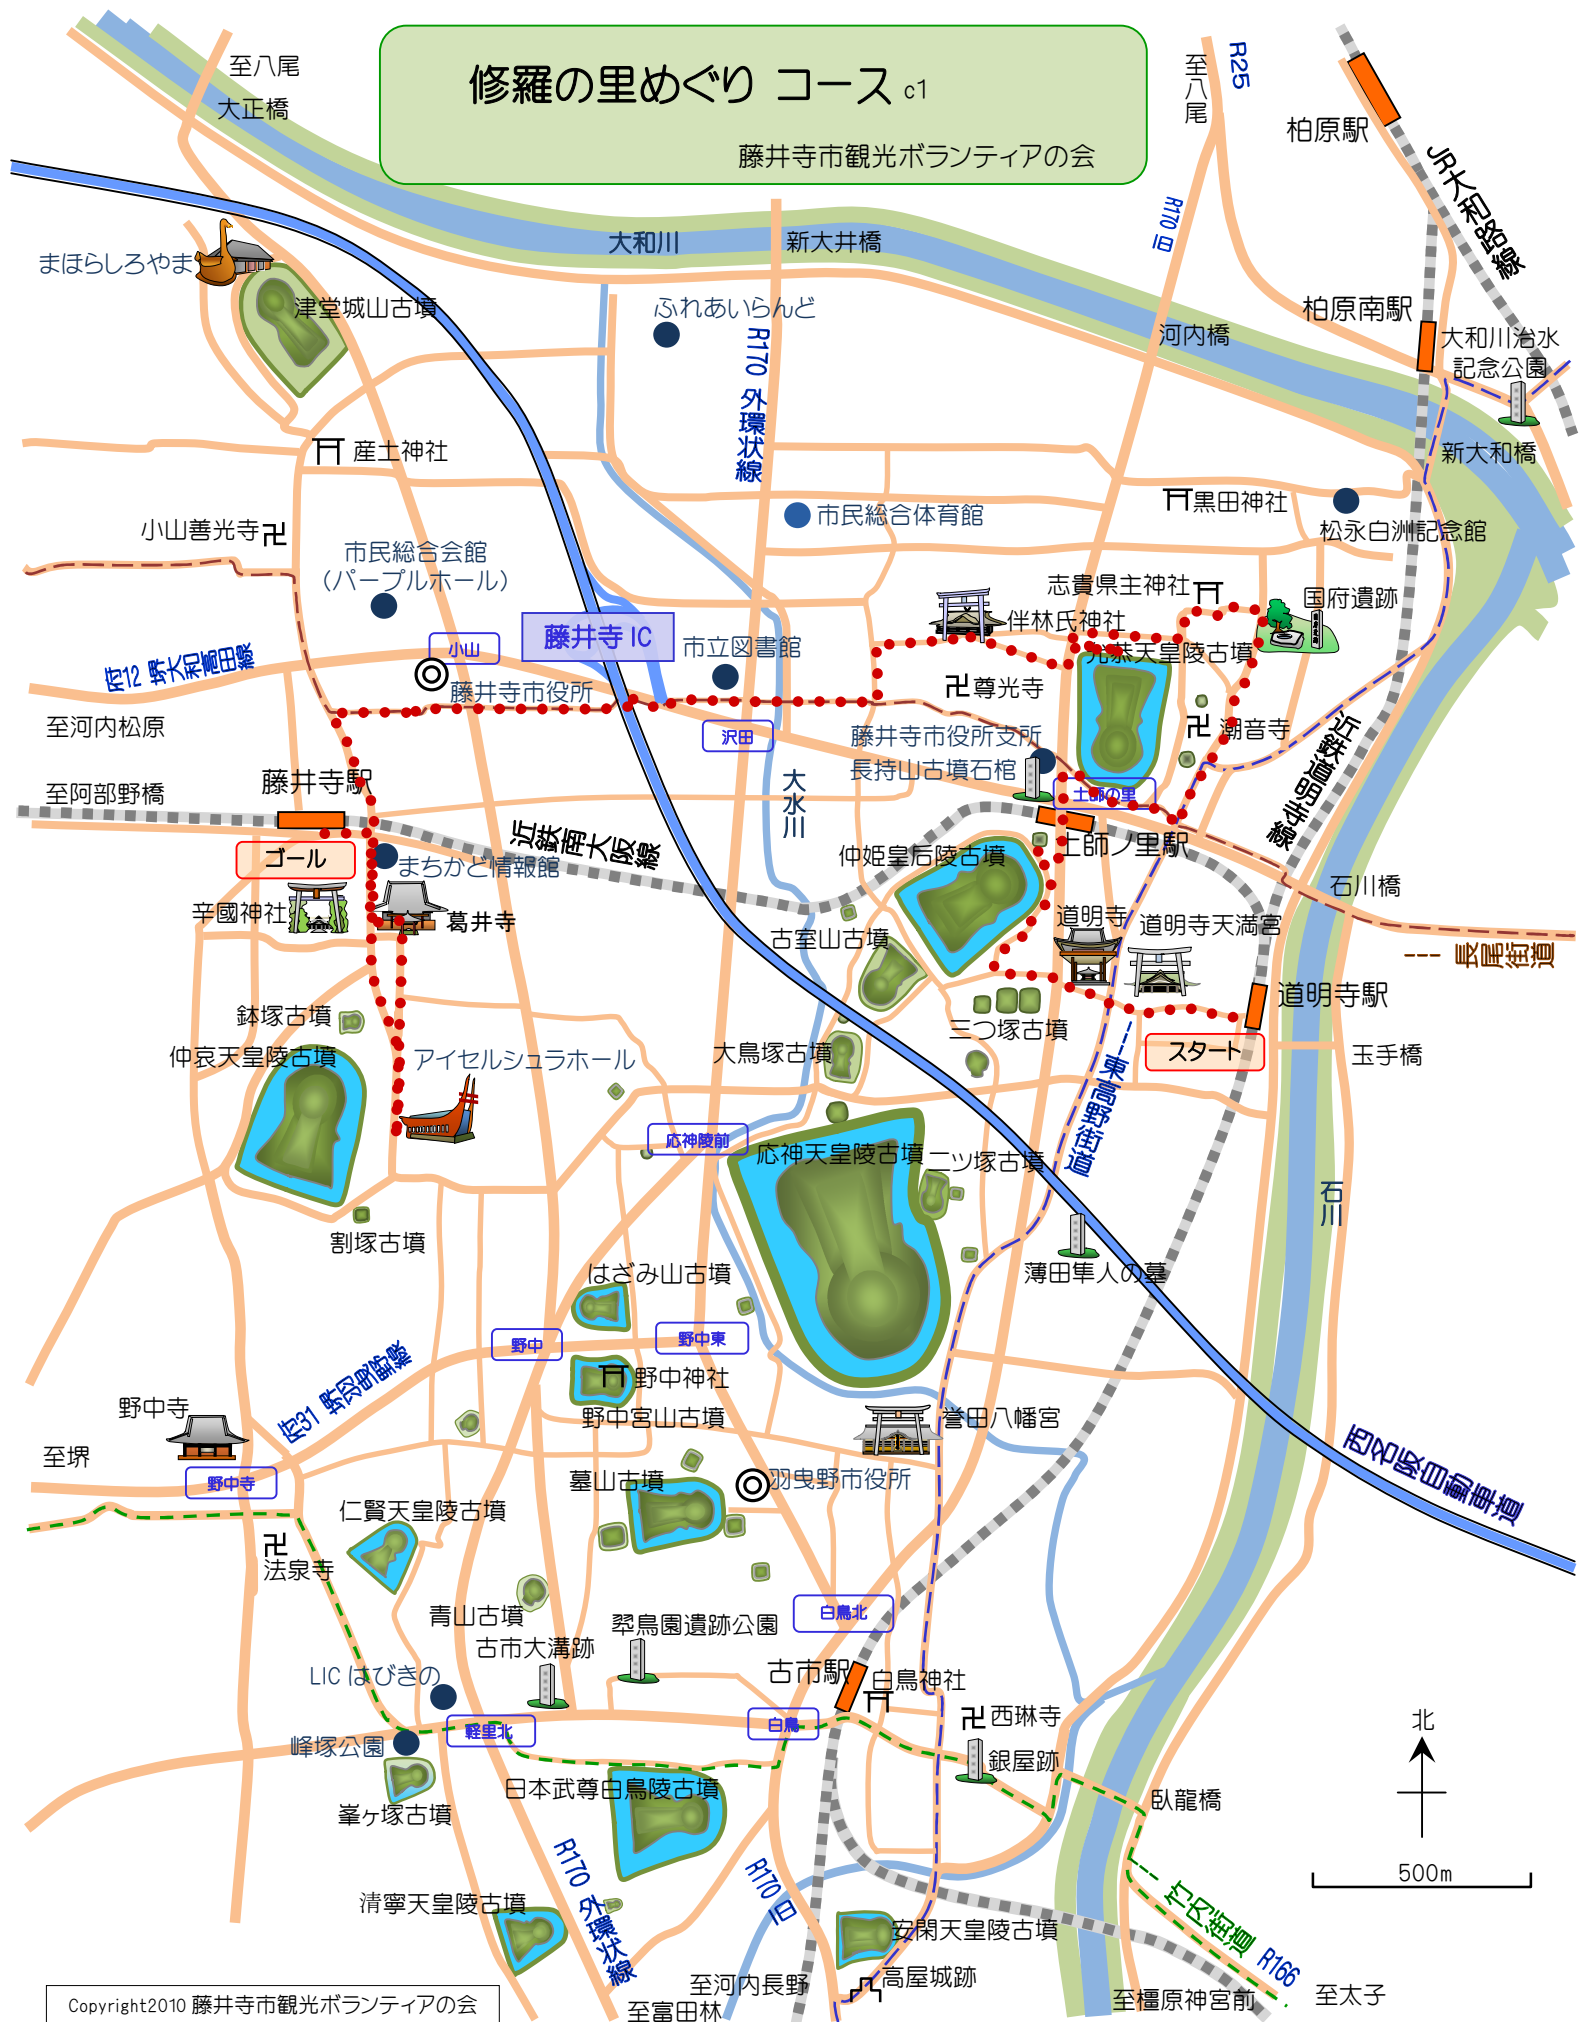 修羅の里めぐり コース c1
藤井寺市観光ボランティアの会
至八尾
大正橋
至八尾
R25
柏原駅
JR大和路線
R170 旧
大和川
新大井橋
まほらしろやま
津堂城山古墳
ふれあいらんど
R170 外環状線
河内橋
柏原南駅
大和川治水
記念公園
新大和橋
産土神社
小山善光寺
市民総合会館
(パープルホール)
市民総合体育館
黒田神社
松永白洲記念館
志貴県主神社
国府遺跡
伴林氏神社
允恭天皇陵古墳
藤井寺 IC
小山
市立図書館
府12 堺大和高田線
藤井寺市役所
尊光寺
潮音寺
至河内松原
沢田
藤井寺市役所支所
長持山古墳石棺
土師の里
近鉄道明寺線
藤井寺駅
至阿部野橋
大水川
近鉄南大阪線
土師ノ里駅
ゴール
まちかど情報館
仲姫皇后陵古墳
石川橋
辛國神社
葛井寺
古室山古墳
道明寺
道明寺天満宮
長尾街道
道明寺駅
鉢塚古墳
三つ塚古墳
仲哀天皇陵古墳
アイセルシュラホール
大鳥塚古墳
スタート
玉手橋
東高野街道
応神陵前
応神天皇陵古墳
二ツ塚古墳
石川
割塚古墳
はざみ山古墳
薄田隼人の墓
野中
野中東
府31 堺羽曳野線
野中神社
野中寺
野中宮山古墳
誉田八幡宮
至堺
野中寺
墓山古墳
羽曳野市役所
西名阪自動車道
仁賢天皇陵古墳
法泉寺
青山古墳
翠鳥園遺跡公園
白鳥北
古市大溝跡
LIC はびきの
古市駅
白鳥神社
軽里北
白鳥
西琳寺
北
峰塚公園
銀屋跡
日本武尊白鳥陵古墳
臥龍橋
峯ヶ塚古墳
R170 外環状線
R170 旧
500m
清寧天皇陵古墳
竹内街道 R166
安閑天皇陵古墳
至河内長野
高屋城跡
至富田林
至橿原神宮前
至太子
Copyright2010 藤井寺市観光ボランティアの会